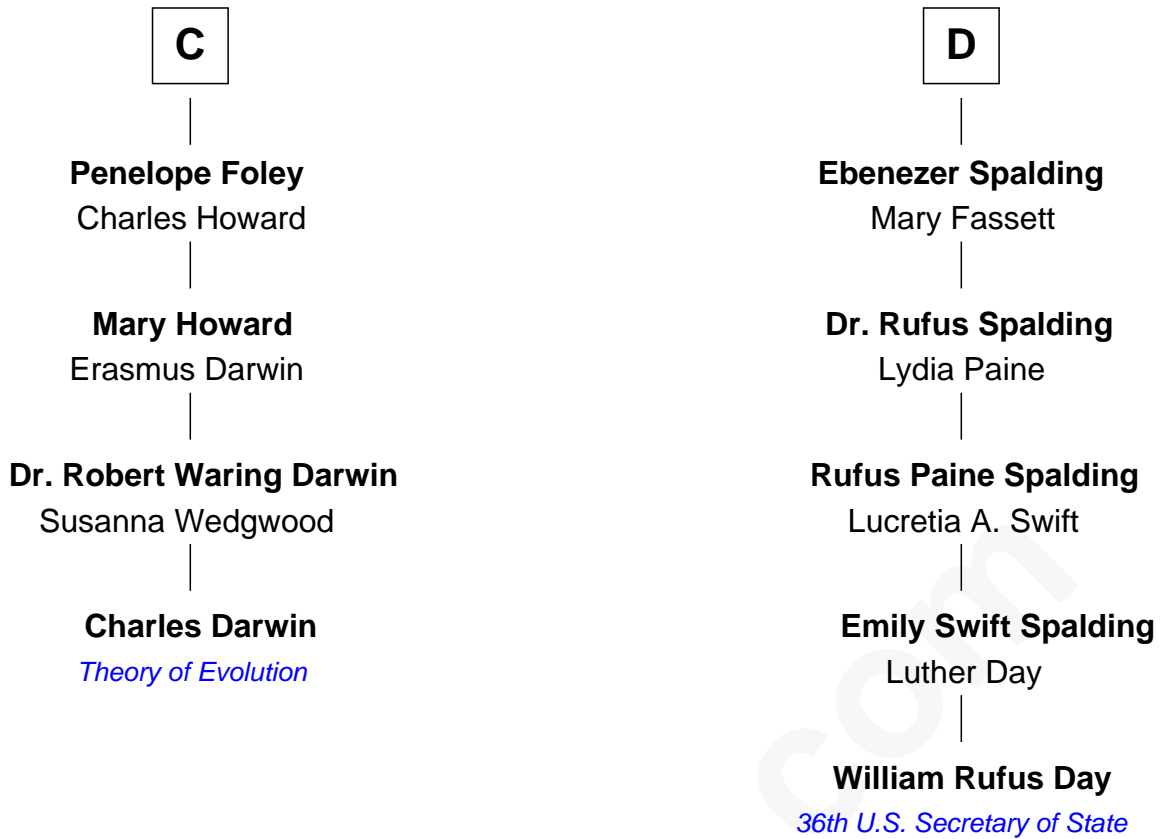 C
Penelope Foley
Charles Howard
Mary Howard
Erasmus Darwin
Dr. Robert Waring Darwin
Susanna Wedgwood
Charles Darwin
Theory of Evolution
D
Ebenezer Spalding
Mary Fassett
Dr. Rufus Spalding
Lydia Paine
Rufus Paine Spalding
Lucretia A. Swift
Emily Swift Spalding
Luther Day
William Rufus Day
36th U.S. Secretary of State
com